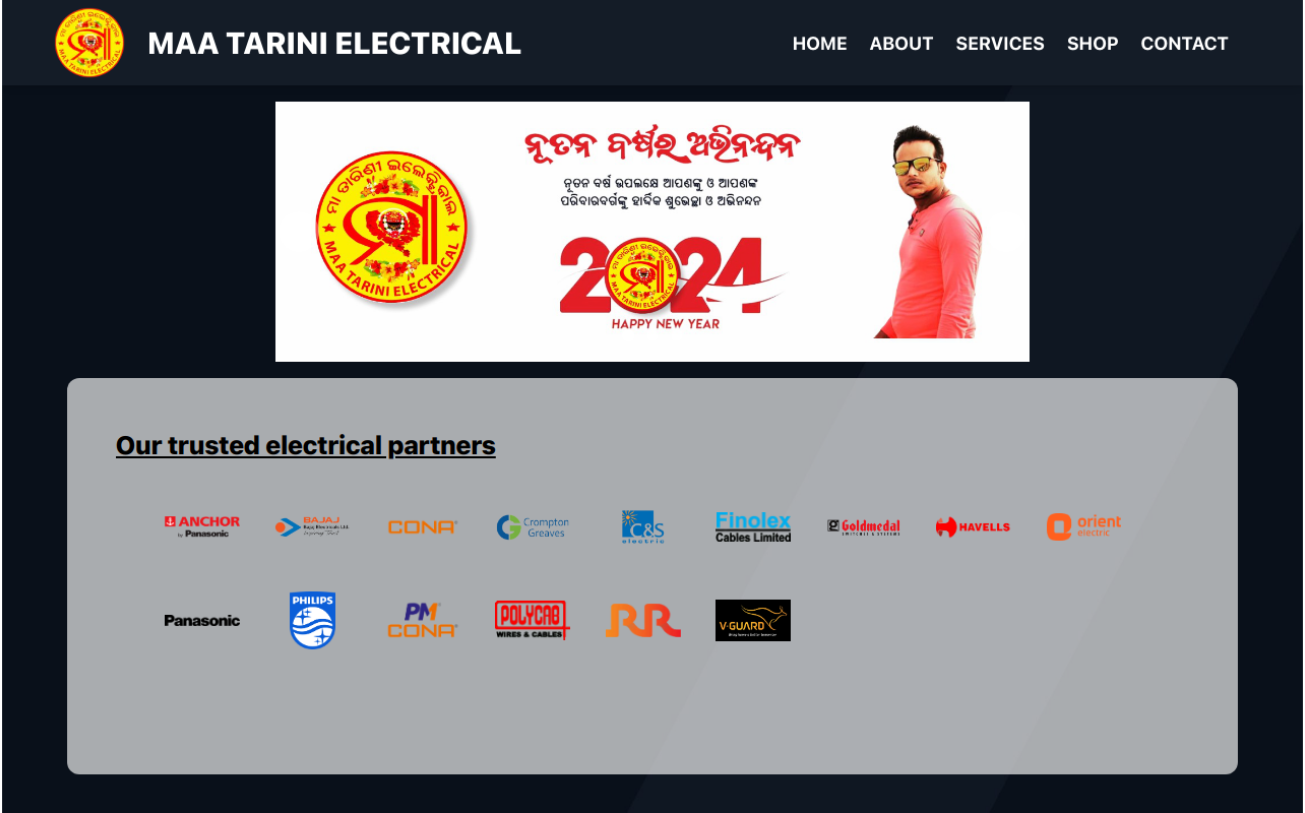 MAA TARINI ELECTRICAL
HOME ABOUT SERVICES SHOP CONTACT
ମା ତାରିଣୀ ଇଲେକ୍ଟ୍ରିକାଲ
ମା
MAA TARINI ELECTRICAL
ନୂତନ ବର୍ଷର ଅଭିନନ୍ଦନ
ନୂତନ ବର୍ଷ ଉପଲକ୍ଷେ ଆପଣଙ୍କୁ ଓ ଆପଣଙ୍କ
ପରିବାରବର୍ଗଙ୍କୁ ହାର୍ଦ୍ଦିକ ଶୁଭେଚ୍ଛା ଓ ଅଭିନନ୍ଦନ
2024
HAPPY NEW YEAR
Our trusted electrical partners
ANCHOR
by Panasonic
BAJAJ
Bajaj Electricals Ltd
CONA
Crompton
Greaves
C&S
electric
Finolex
Cables Limited
Goldmedal
SWITCHES & SYSTEMS
HAVELLS
orient
electric
Panasonic
PHILIPS
PM
CONA
POLYCAB
WIRES & CABLES
RR
V-GUARD